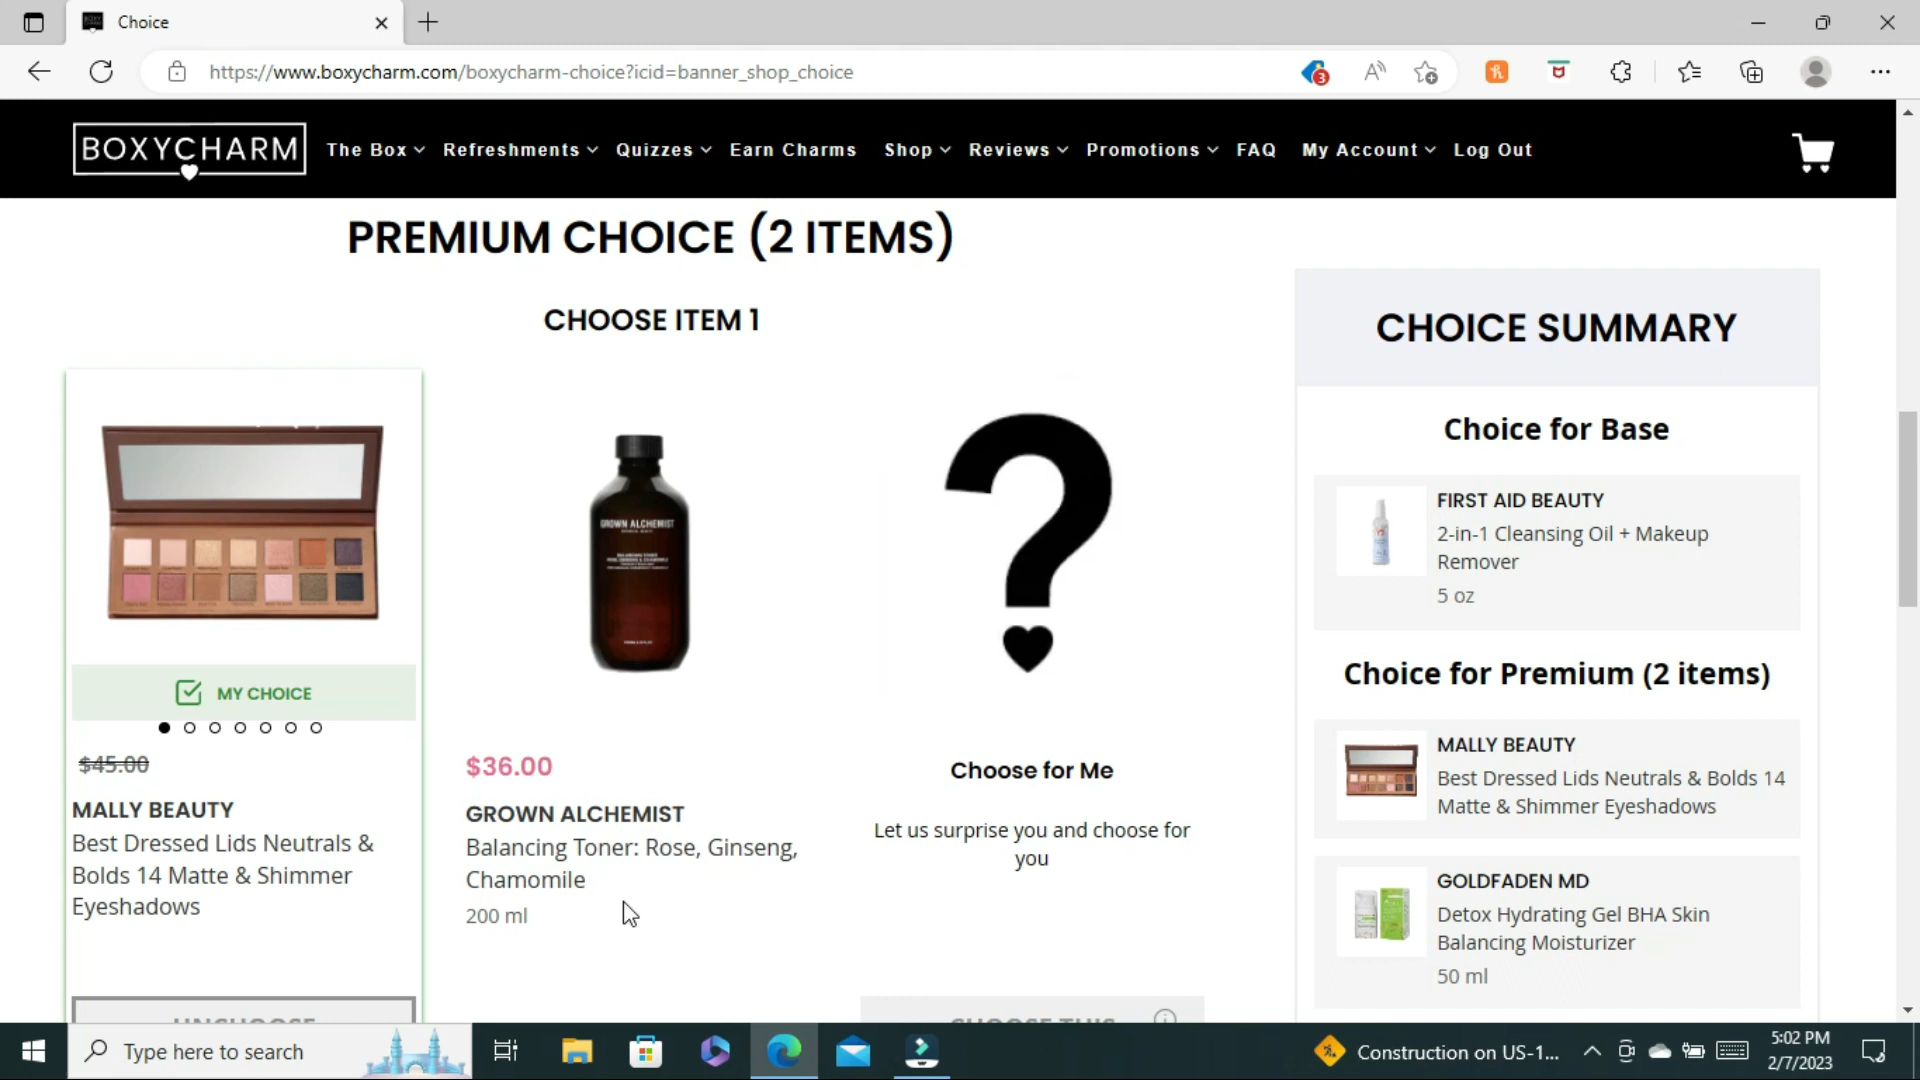 Choice
https://www.boxycharm.com/boxycharm-choice?icid=banner_shop_choice
3
BOXYCHARM
The Box
Refreshments
Quizzes
Earn Charms
Shop
Reviews
Promotions
FAQ
My Account
Log Out
PREMIUM CHOICE (2 ITEMS)
CHOOSE ITEM 1
MY CHOICE
$45.00
MALLY BEAUTY
Best Dressed Lids Neutrals &
Bolds 14 Matte & Shimmer
Eyeshadows
UNCHOOSE
GROWN ALCHEMIST
$36.00
GROWN ALCHEMIST
Balancing Toner: Rose, Ginseng,
Chamomile
200 ml
Choose for Me
Let us surprise you and choose for
you
CHOOSE THIS
CHOICE SUMMARY
Choice for Base
FIRST AID BEAUTY
2-in-1 Cleansing Oil + Makeup
Remover
5 oz
Choice for Premium (2 items)
MALLY BEAUTY
Best Dressed Lids Neutrals & Bolds 14
Matte & Shimmer Eyeshadows
GOLDFADEN MD
Detox Hydrating Gel BHA Skin
Balancing Moisturizer
50 ml
Type here to search
Construction on US-1...
5:02 PM
2/7/2023